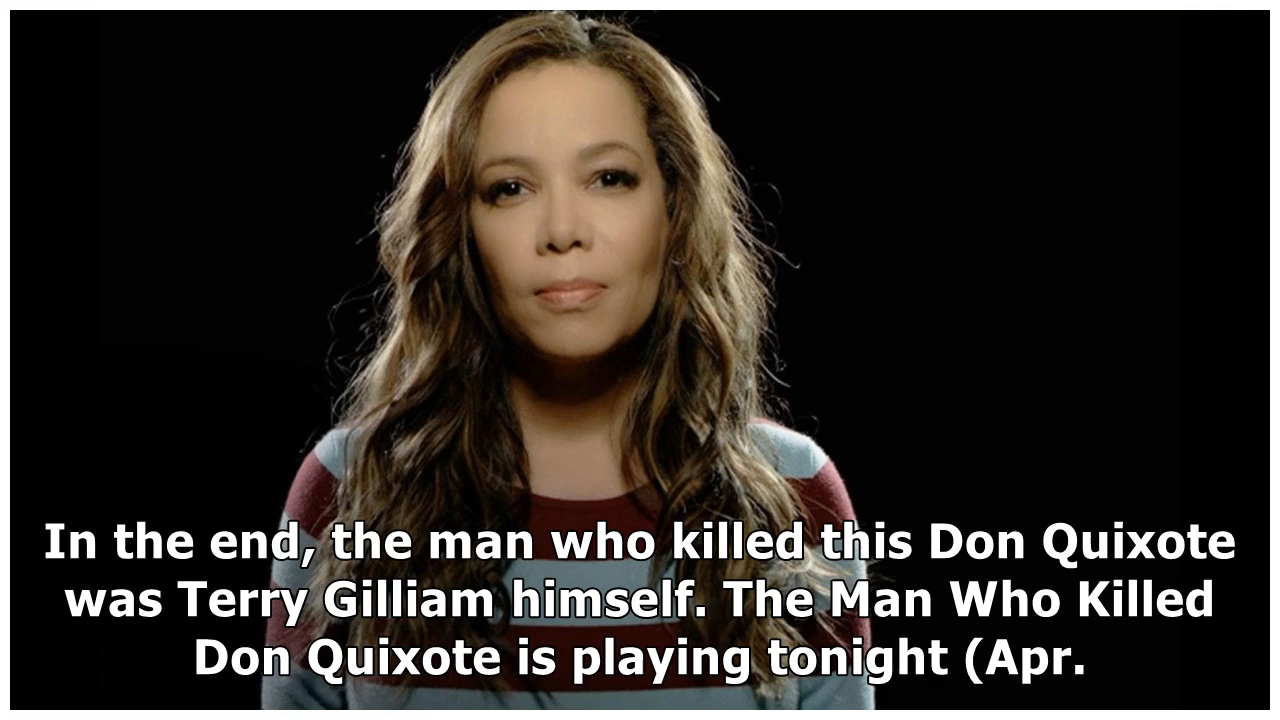 In the end, the man who killed this Don Quixote
was Terry Gilliam himself. The Man Who Killed
Don Quixote is playing tonight (Apr.